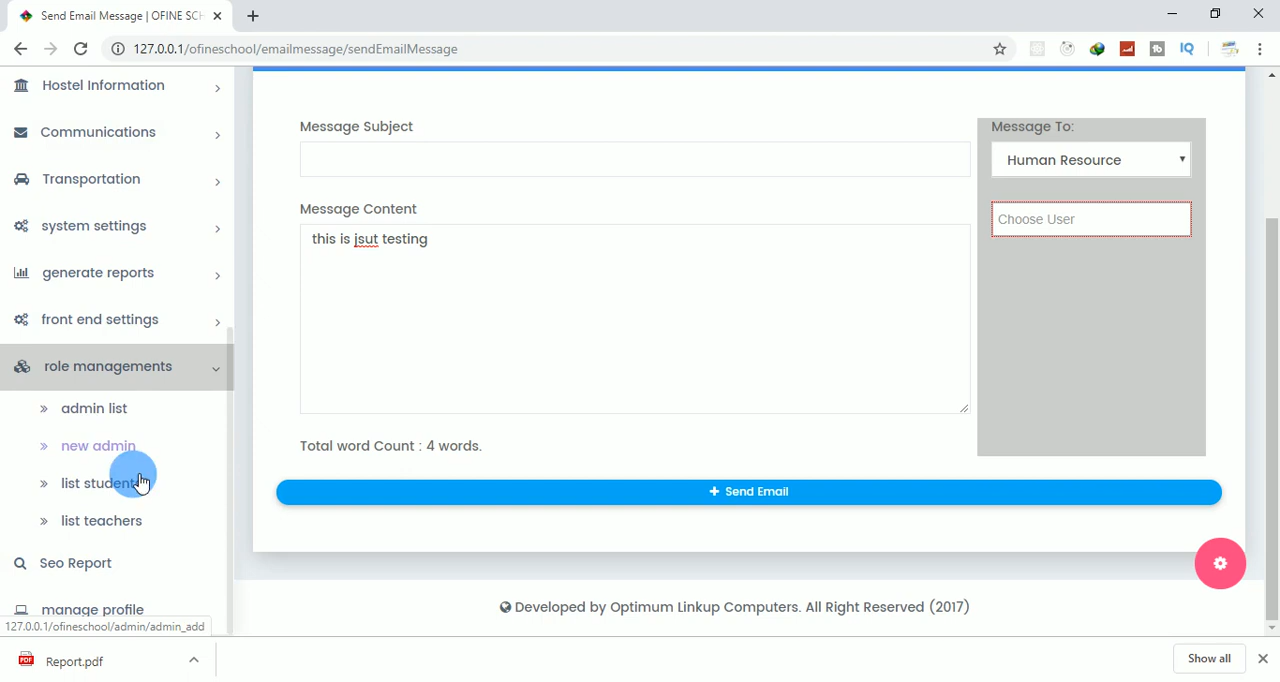 Send Email Message | OFINE SCH
127.0.0.1/ofineschool/emailmessage/sendEmailMessage
IQ
Hostel Information
Communications
Transportation
system settings
generate reports
front end settings
role managements
admin list
new admin
list students
list teachers
Seo Report
manage profile
127.0.0.1/ofineschool/admin/admin_add
Message Subject
Message Content
this is jsut testing
Total word Count : 4 words.
Message To:
Human Resource
Choose User
+ Send Email
Developed by Optimum Linkup Computers. All Right Reserved (2017)
PDF
Report.pdf
Show all